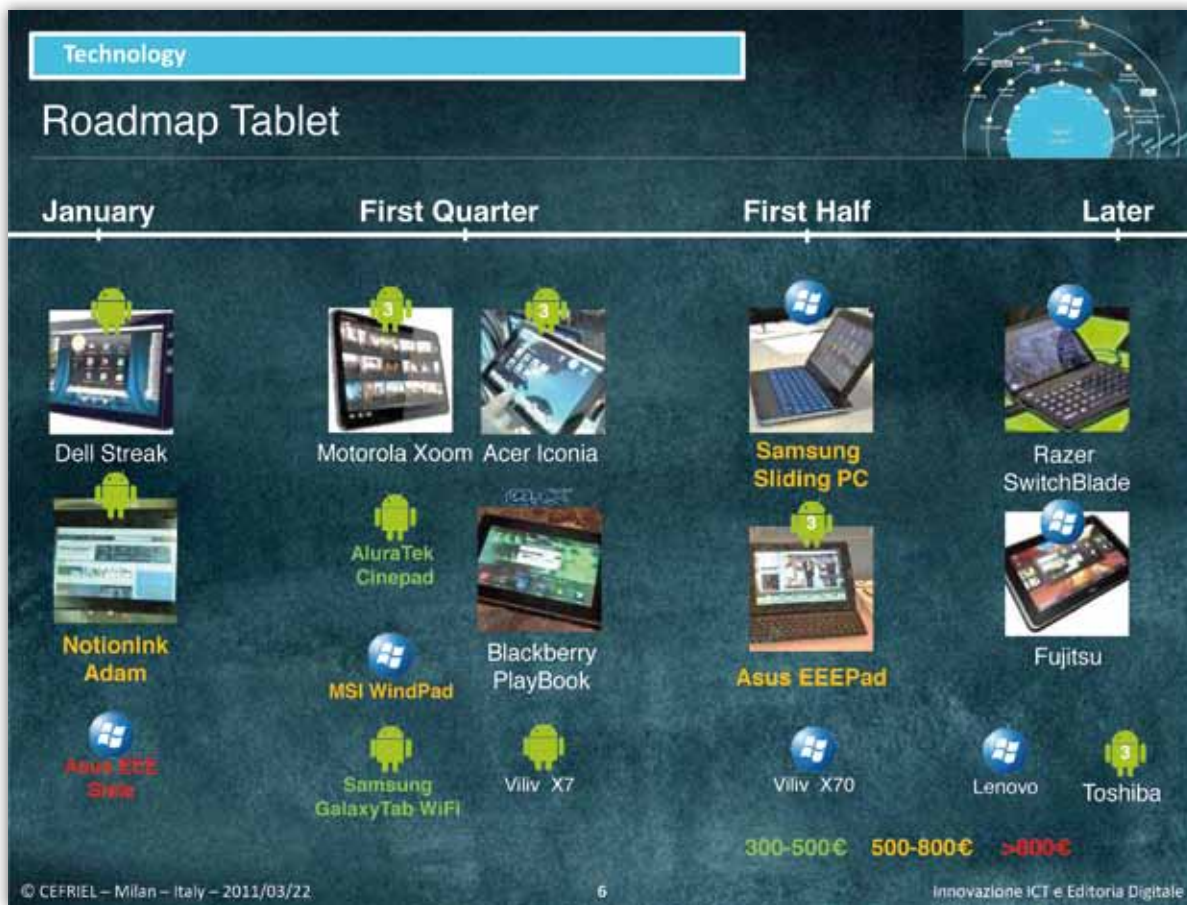 Technology
Roadmap Tablet
January
First Quarter
First Half
Later
Dell Streak
3
Motorola Xoom
3
Acer Iconia
Samsung
Sliding PC
Razer
SwitchBlade
NotionInk
Adam
AluraTek
Cinepad
Blackberry
PlayBook
3
Asus EEEPad
Fujitsu
MSI WindPad
Asus EEE
Samsung
GalaxyTab WiFi
Viliv X7
Viliv X70
Lenovo
3
Toshiba
300-500€
500-800€
>800€
© CEFRIEL – Milan – Italy – 2011/03/22
6
Innovazione ICT e Editoria Digitale